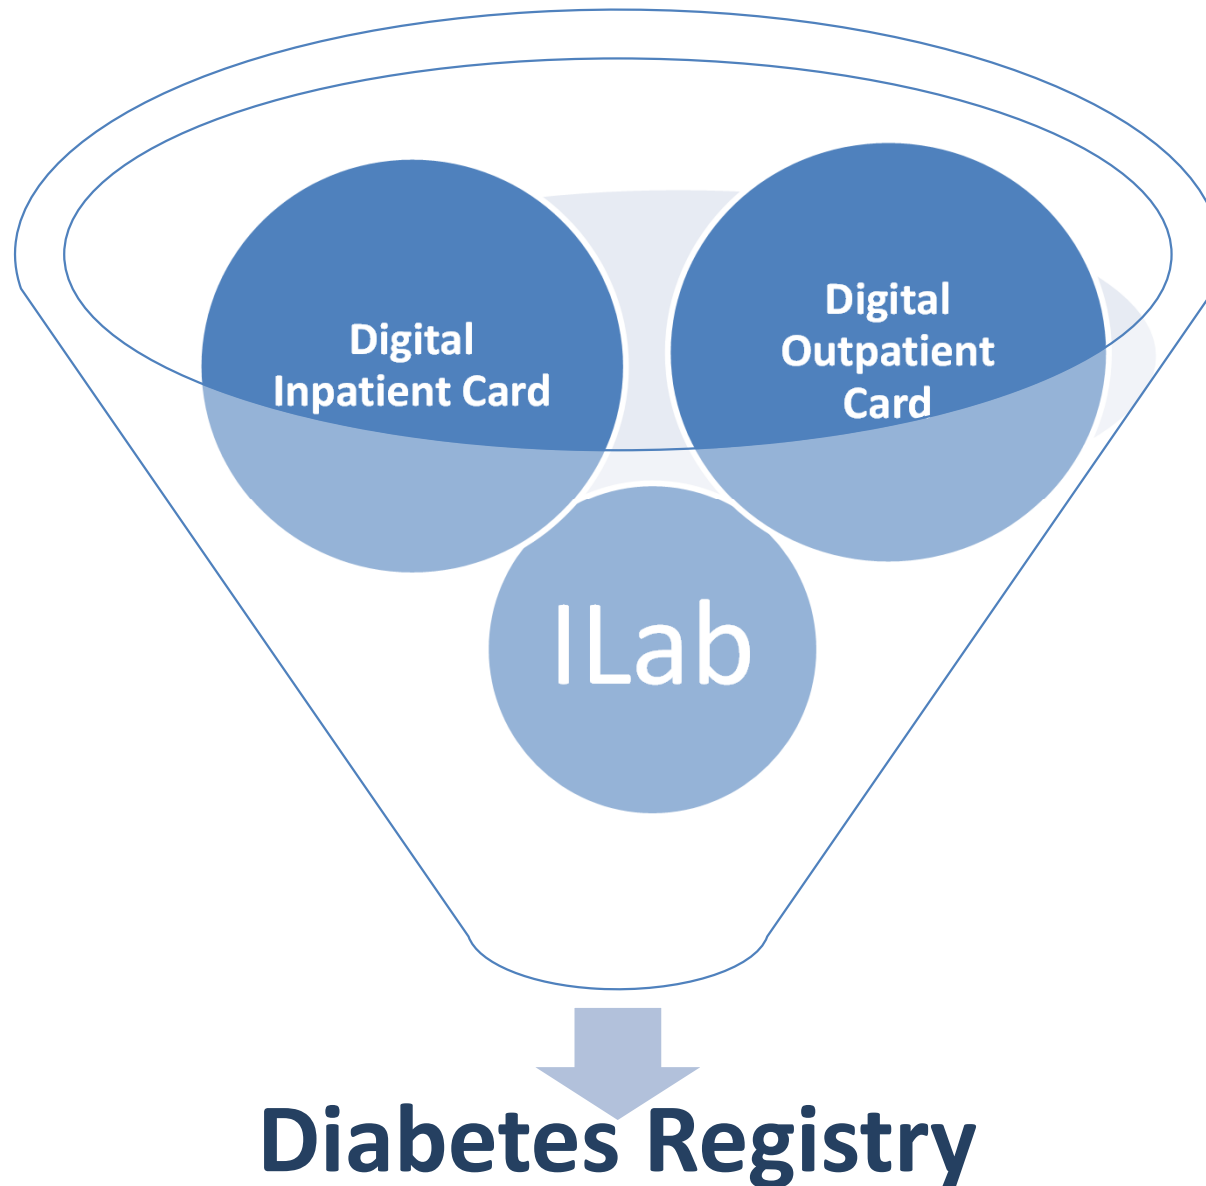 Digital
Inpatient Card
Digital
Outpatient
Card
ILab
Diabetes Registry